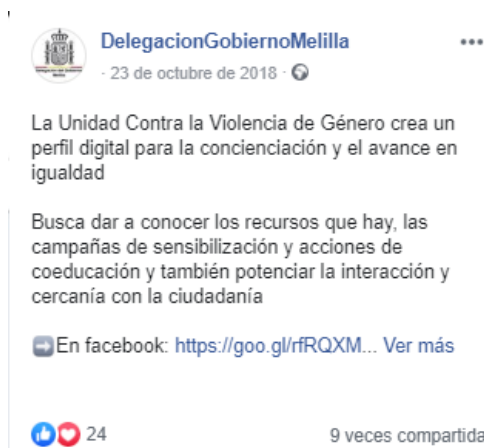 DelegacionGobiernoMelilla
· 23 de octubre de 2018 ·
La Unidad Contra la Violencia de Género crea un
perfil digital para la concienciación y el avance en
igualdad
Busca dar a conocer los recursos que hay, las
campañas de sensibilización y acciones de
coeducación y también potenciar la interacción y
cercanía con la ciudadanía
➡En facebook: https://goo.gl/rfRQXM... Ver más
24
9 veces compartida